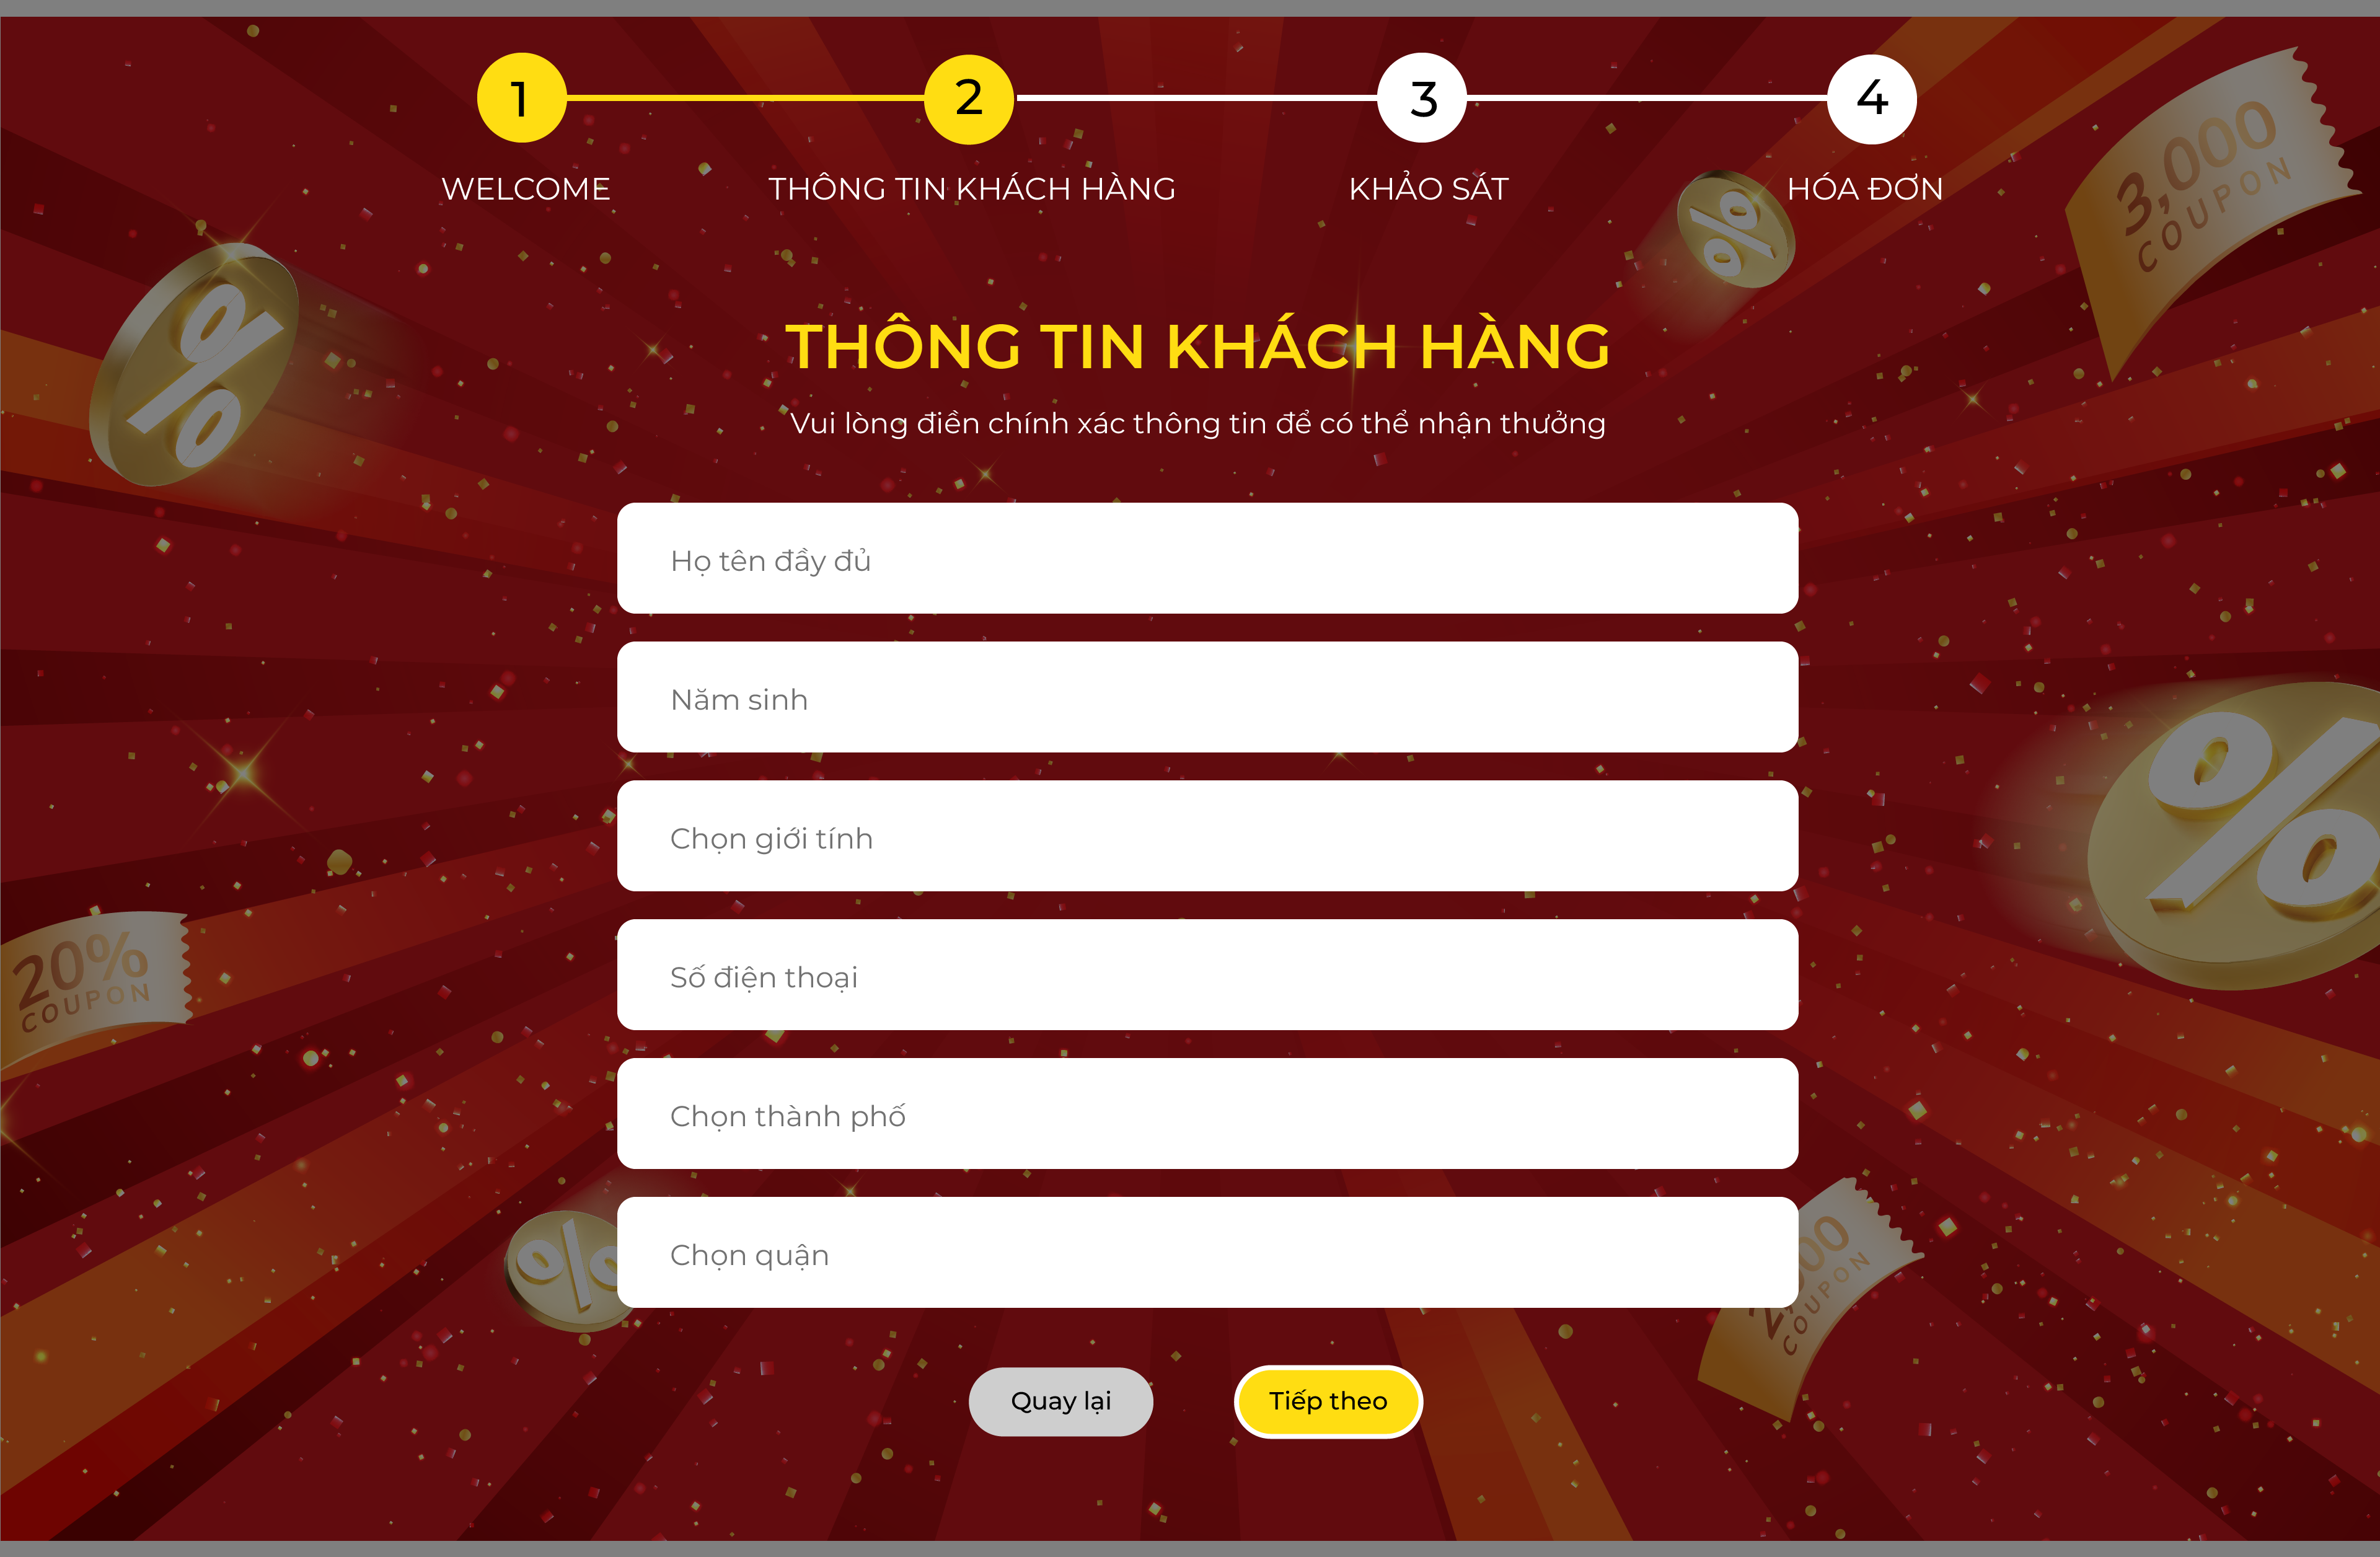 1
2
3
4
WELCOME
THÔNG TIN KHÁCH HÀNG
KHẢO SÁT
HÓA ĐƠN
3,000
COUPON
%
%
THÔNG TIN KHÁCH HÀNG
Vui lòng điền chính xác thông tin để có thể nhận thưởng
Họ tên đầy đủ
Năm sinh
%
Chọn giới tính
20%
COUPON
Số điện thoại
Chọn thành phố
Chọn quận
%
COUPON
Quay lại
Tiếp theo